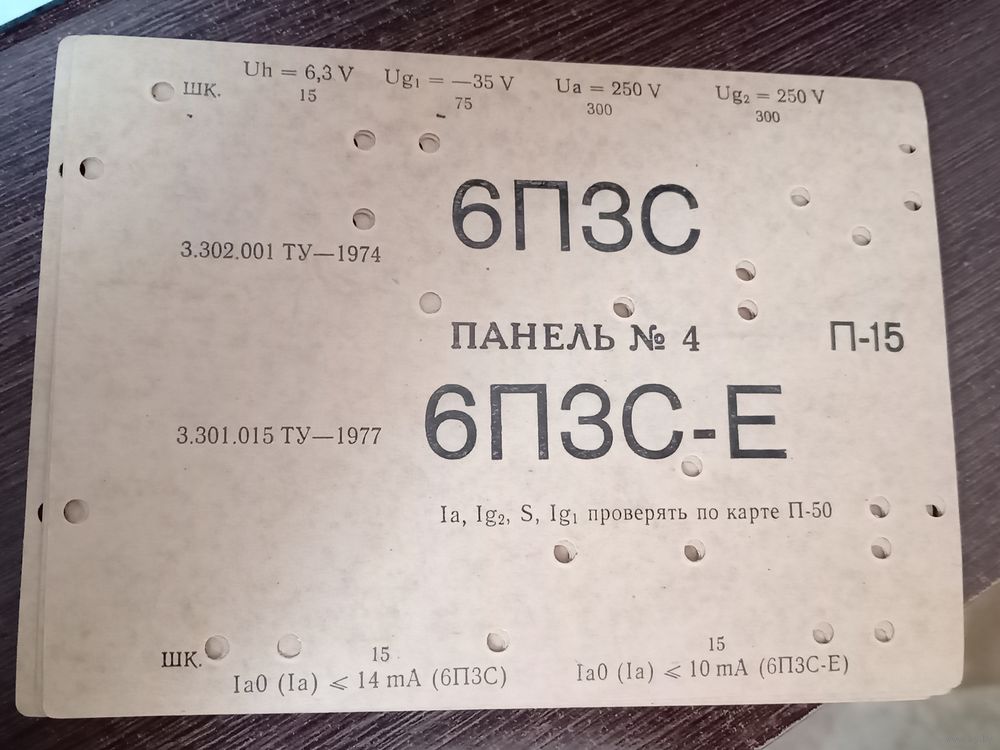 Uh = 6,3 V Ug₁ = —35 V Ua = 250 V Ug₂ = 250 V
ШК. 15 75 300 300
6П3С
3.302.001 ТУ—1974
ПАНЕЛЬ № 4 П-15
6П3С-Е
3.301.015 ТУ—1977
Ia, Ig₂, S, Ig₁ проверять по карте П-50
ШК. 15 15
Ia0 (Ia) ⩽ 14 mA (6П3С) Ia0 (Ia) ⩽ 10 mA (6П3С-Е)